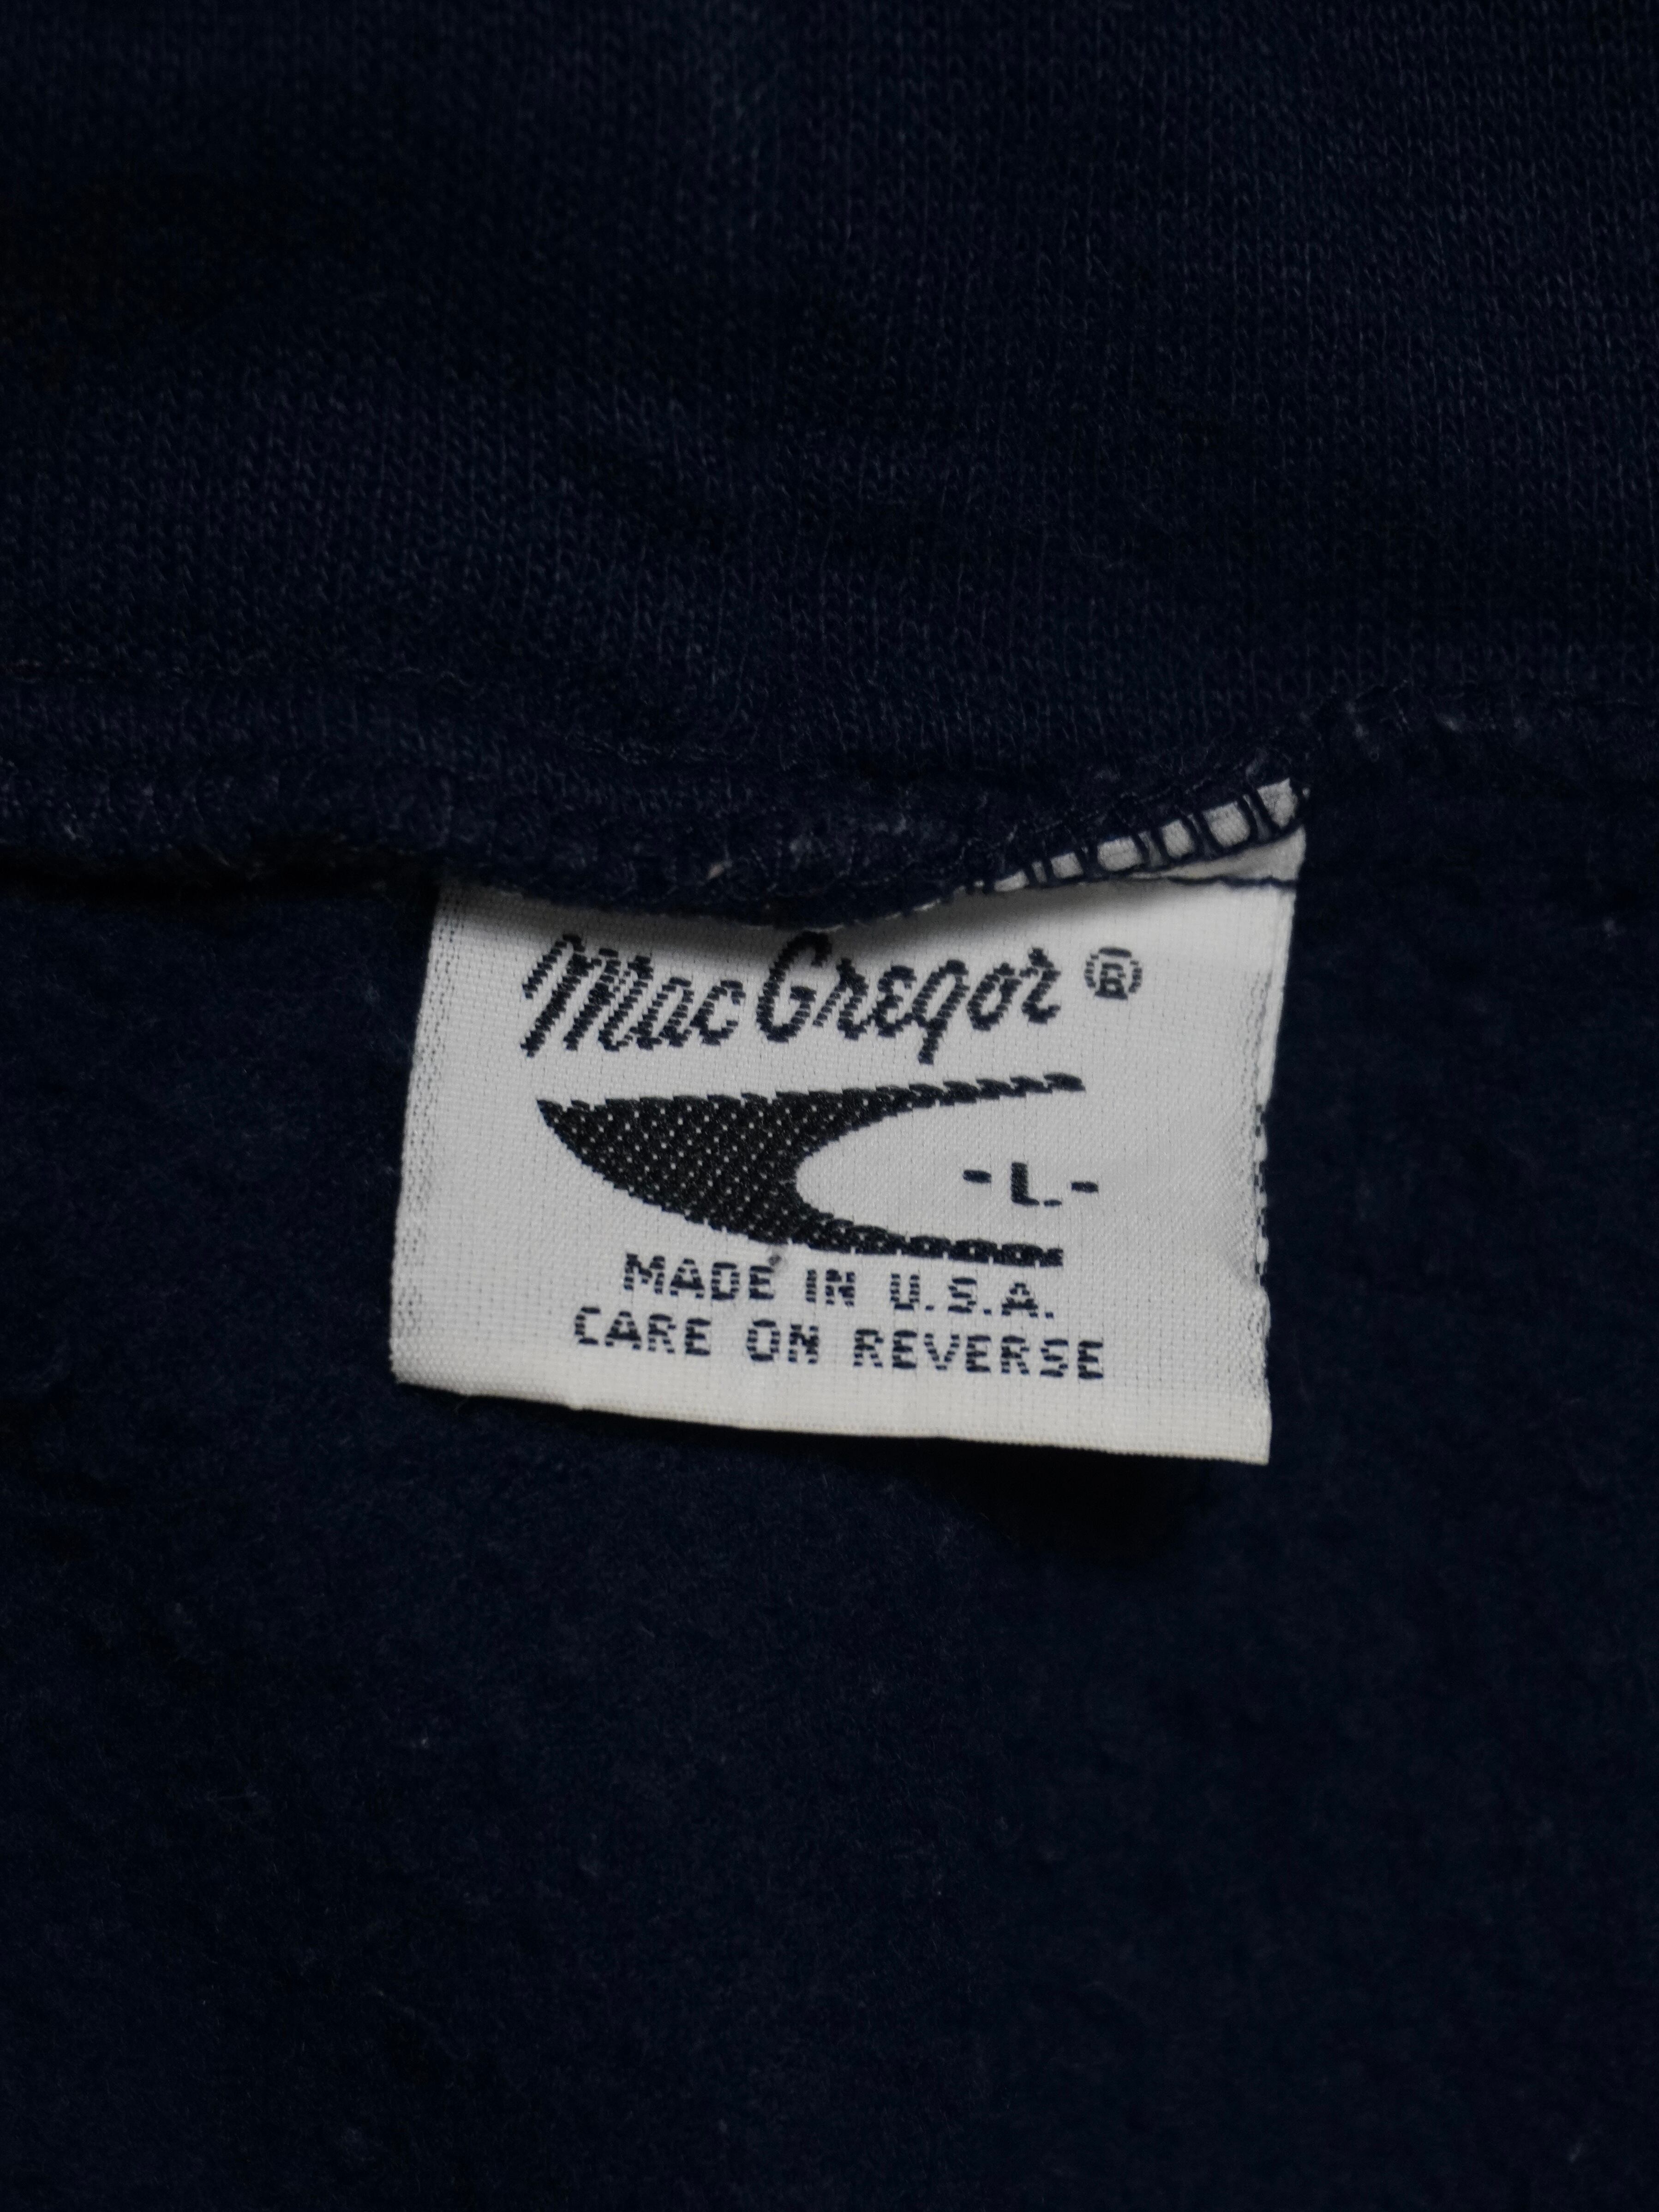 MacGregor®
-L-
MADE IN U.S.A.
CARE ON REVERSE